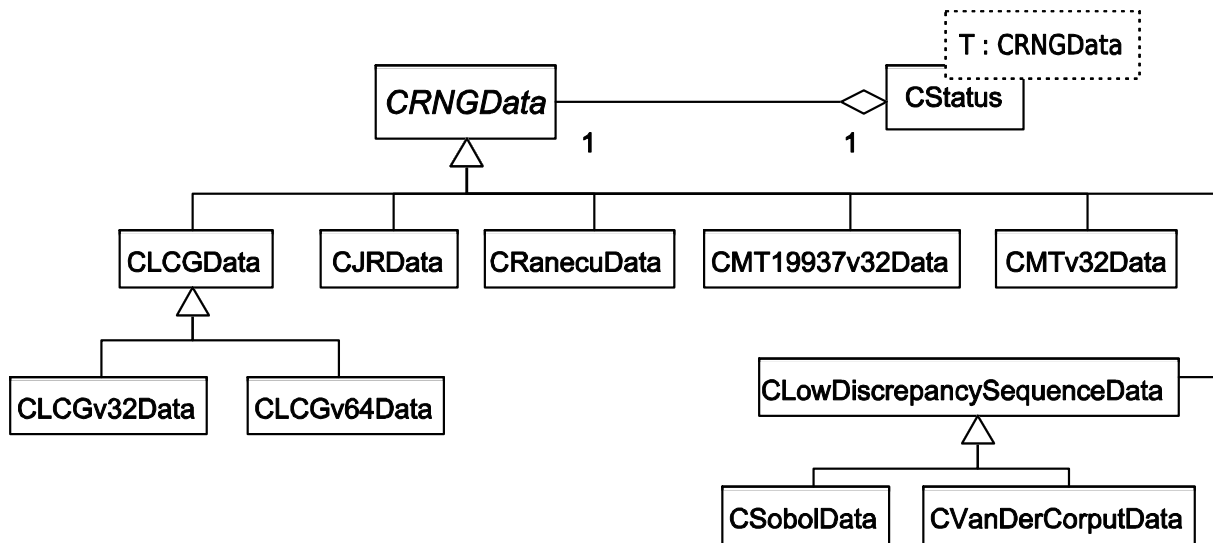 T : CRNGData
CRNGData
CStatus
1
1
CLCGData
CJRData
CRanecuData
CMT19937v32Data
CMTv32Data
CLCGv32Data
CLCGv64Data
CLowDiscrepancySequenceData
CSobolData
CVanDerCorputData